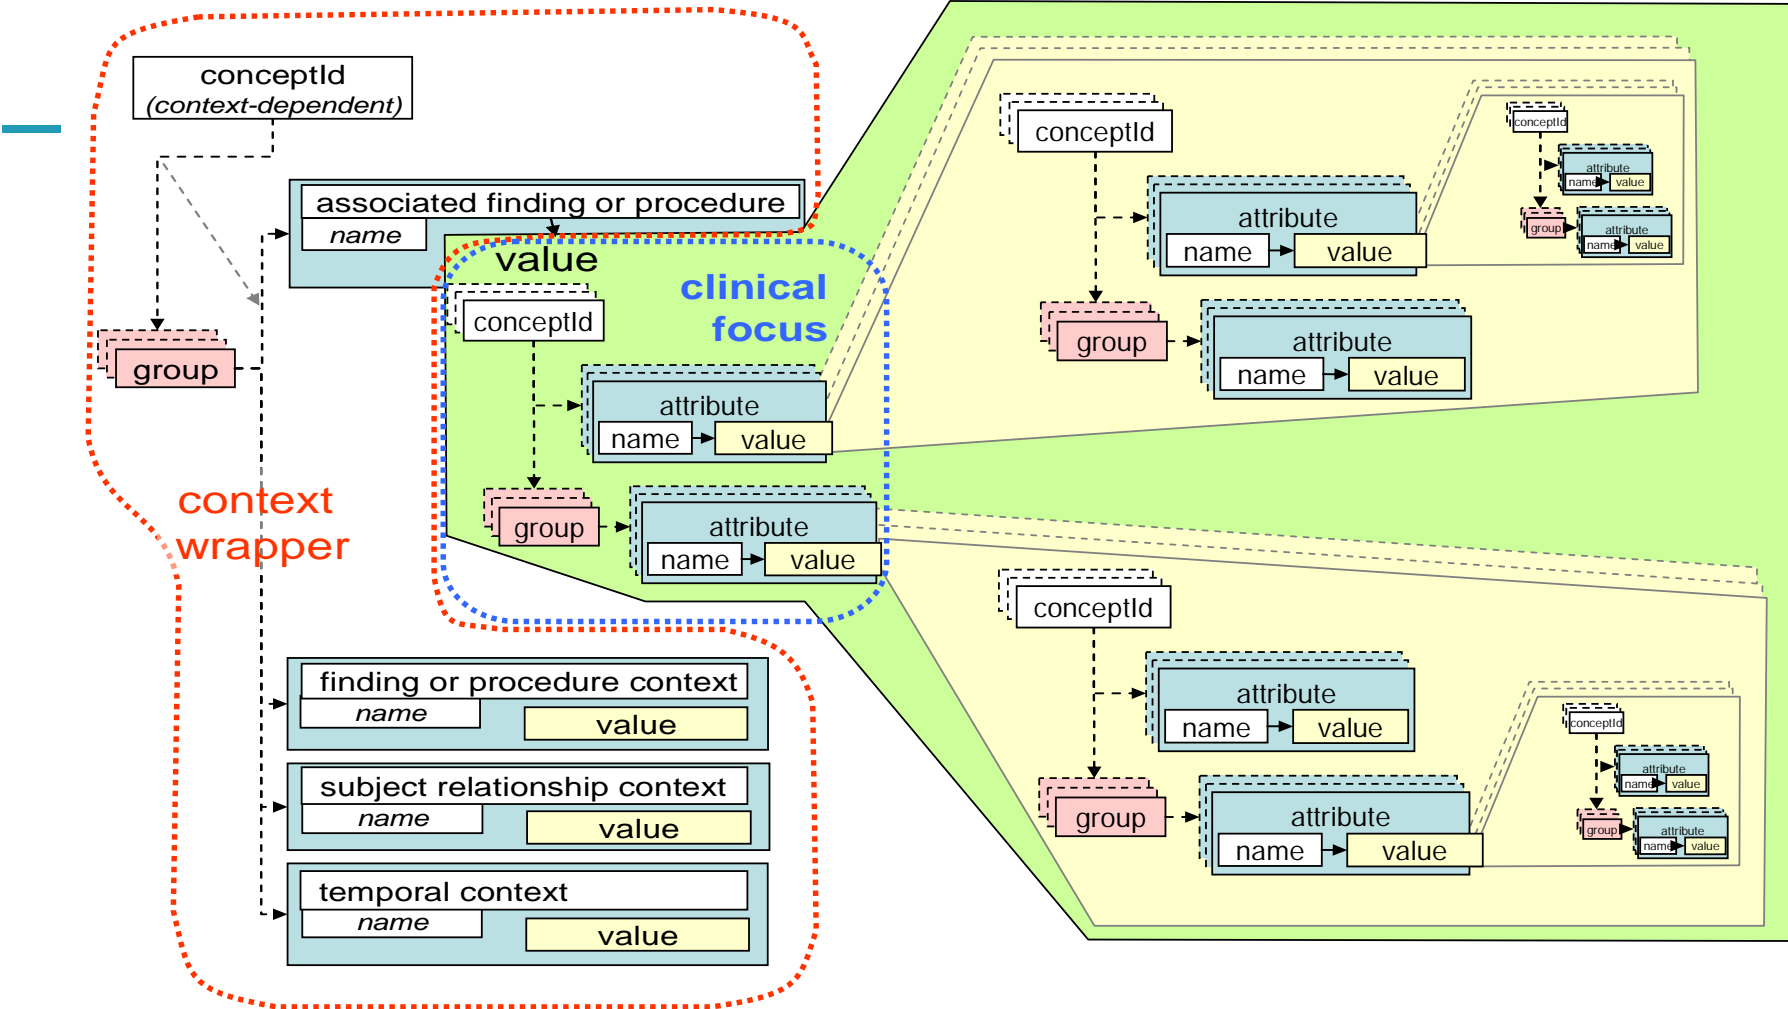 conceptId
(context-dependent)
associated finding or procedure
name
value
clinical
focus
conceptId
group
attribute
name
value
group
attribute
name
value
context
wrapper
finding or procedure context
name
value
subject relationship context
name
value
temporal context
name
value
conceptId
attribute
name
value
group
attribute
name
value
conceptId
attribute
name
value
group
attribute
name
value
conceptId
attribute
name
value
group
attribute
name
value
conceptId
attribute
name
value
group
attribute
name
value